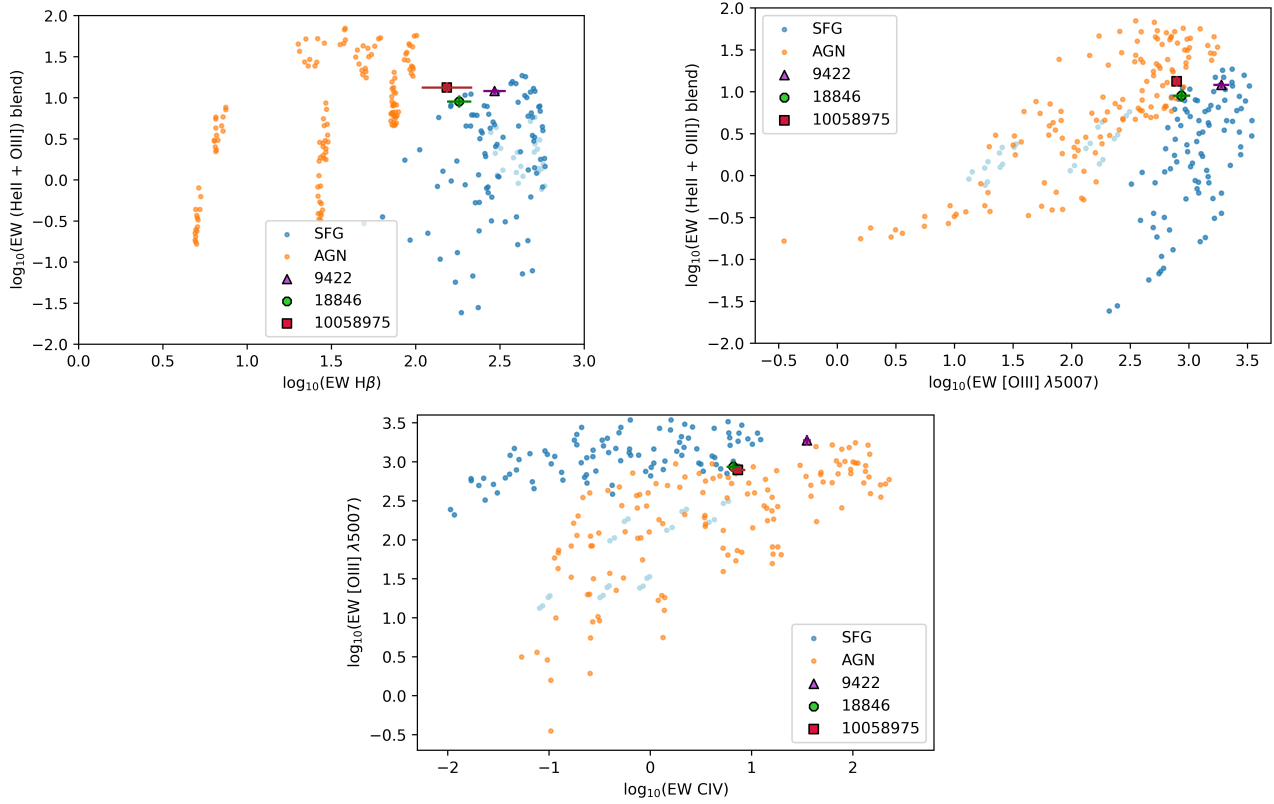 2.0
1.5
1.0
0.5
0.0
−0.5
−1.0
−1.5
−2.0
log10(EW (HeII + OIII]) blend)
SFG
AGN
9422
18846
10058975
0.0 0.5 1.0 1.5 2.0 2.5 3.0
log10(EW Hβ)
2.0
1.5
1.0
0.5
0.0
−0.5
−1.0
−1.5
−2.0
log10(EW (HeII + OIII]) blend)
SFG
AGN
9422
18846
10058975
−0.5 0.0 0.5 1.0 1.5 2.0 2.5 3.0 3.5
log10(EW [OIII] λ5007)
3.5
3.0
2.5
2.0
1.5
1.0
0.5
0.0
−0.5
log10(EW [OIII] λ5007)
SFG
AGN
9422
18846
10058975
−2 −1 0 1 2
log10(EW CIV)